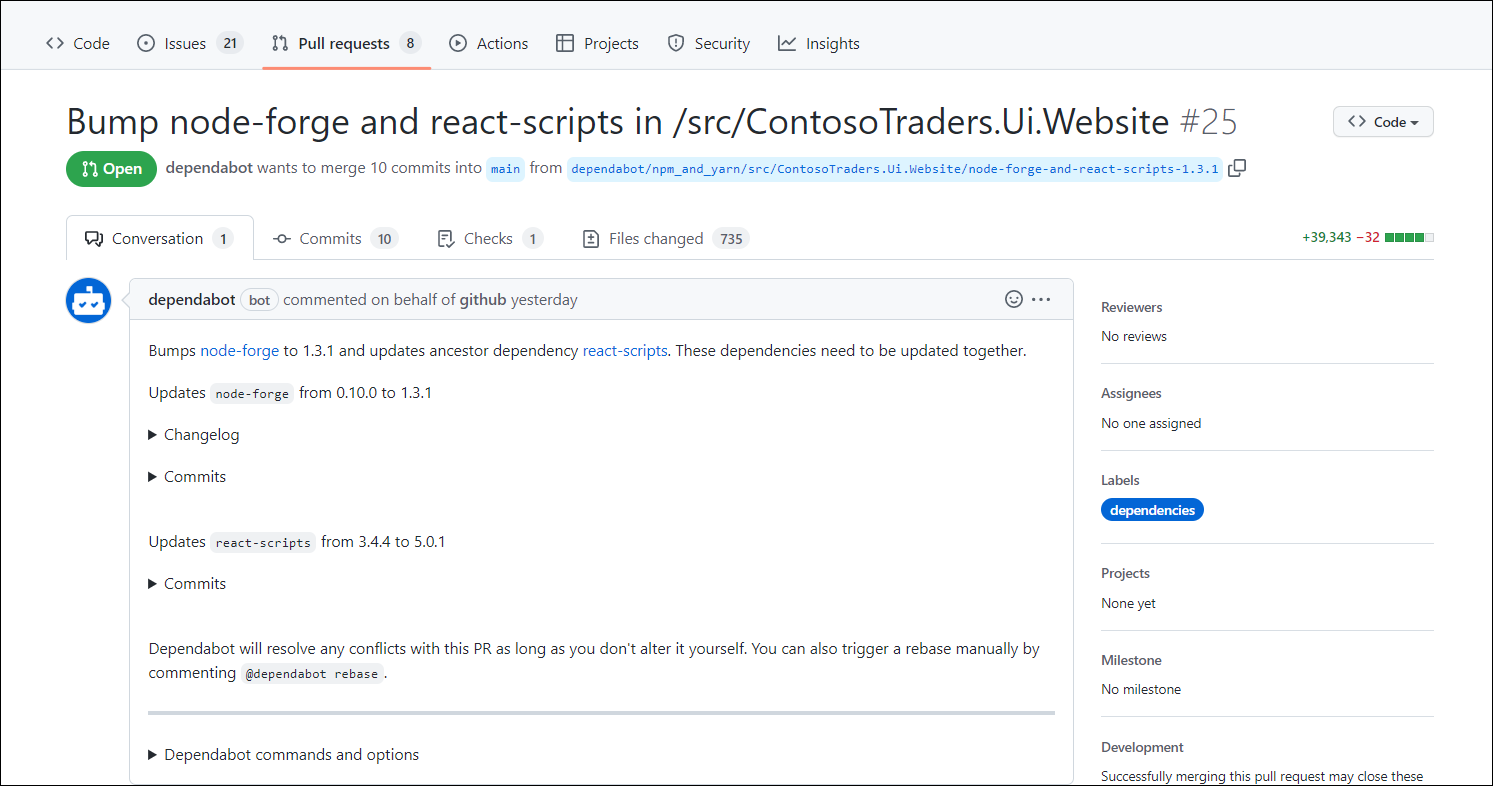 Code Issues 21 Pull requests 8 Actions Projects Security Insights
Bump node-forge and react-scripts in /src/ContosoTraders.Ui.Website #25
Code
Open dependabot wants to merge 10 commits into main from dependabot/npm_and_yarn/src/ContosoTraders.Ui.Website/node-forge-and-react-scripts-1.3.1
Conversation 1 Commits 10 Checks 1 Files changed 735 +39,343 −32
dependabot bot commented on behalf of github yesterday
Bumps node-forge to 1.3.1 and updates ancestor dependency react-scripts. These dependencies need to be updated together.
Updates node-forge from 0.10.0 to 1.3.1
Changelog
Commits
Updates react-scripts from 3.4.4 to 5.0.1
Commits
Dependabot will resolve any conflicts with this PR as long as you don't alter it yourself. You can also trigger a rebase manually by
commenting @dependabot rebase.
Dependabot commands and options
Reviewers
No reviews
Assignees
No one assigned
Labels
dependencies
Projects
None yet
Milestone
No milestone
Development
Successfully merging this pull request may close these